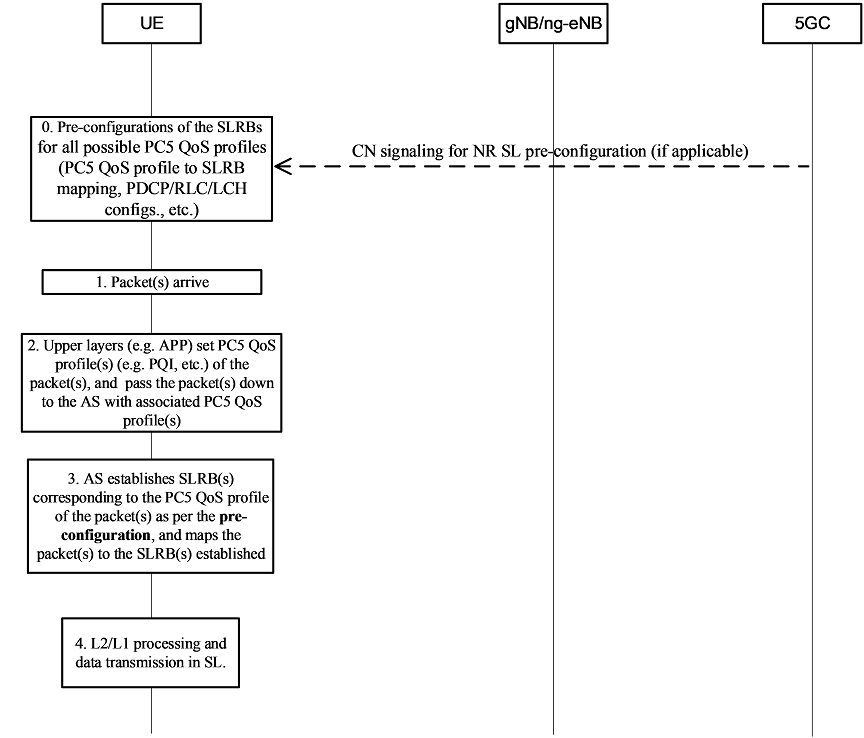 UE
gNB/ng-eNB
5GC
0. Pre-configurations of the SLRBs
for all possible PC5 QoS profiles
(PC5 QoS profile to SLRB
mapping, PDCP/RLC/LCH
configs., etc.)
CN signaling for NR SL pre-configuration (if applicable)
1. Packet(s) arrive
2. Upper layers (e.g. APP) set PC5 QoS
profile(s) (e.g. PQI, etc.) of the
packet(s), and pass the packet(s) down
to the AS with associated PC5 QoS
profile(s)
3. AS establishes SLRB(s)
corresponding to the PC5 QoS profile
of the packet(s) as per the pre-
configuration, and maps the
packet(s) to the SLRB(s) established
4. L2/L1 processing and
data transmission in SL.